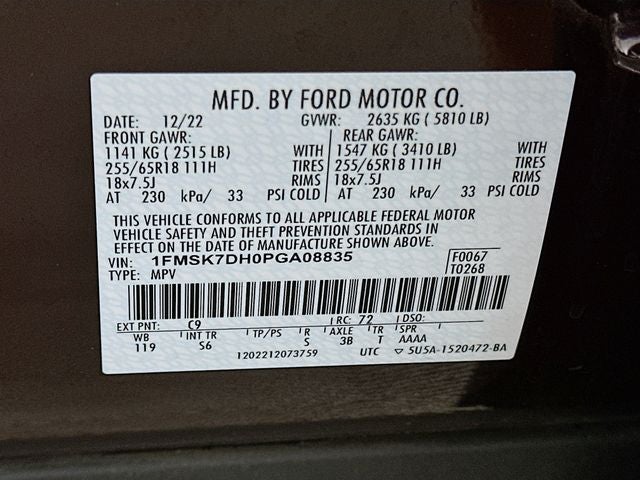 MFD. BY FORD MOTOR CO.
DATE: 12/22 GVWR: 2635 KG ( 5810 LB)
FRONT GAWR: REAR GAWR:
1141 KG ( 2515 LB) WITH 1547 KG ( 3410 LB) WITH
255/65R18 111H TIRES 255/65R18 111H TIRES
18x7.5J RIMS 18x7.5J RIMS
AT 230 kPa/ 33 PSI COLD AT 230 kPa/ 33 PSI COLD
THIS VEHICLE CONFORMS TO ALL APPLICABLE FEDERAL MOTOR
VEHICLE SAFETY AND THEFT PREVENTION STANDARDS IN
EFFECT ON THE DATE OF MANUFACTURE SHOWN ABOVE.
VIN: 1FMSK7DH0PGA08835 F0067
TYPE: MPV T0268
EXT PNT: C9 RC: 72 DSO:
WB INT TR TP/PS R AXLE TR SPR
119 S6 S 3B T AAAA
1202212073759 UTC ▽ 5U5A-1520472-BA